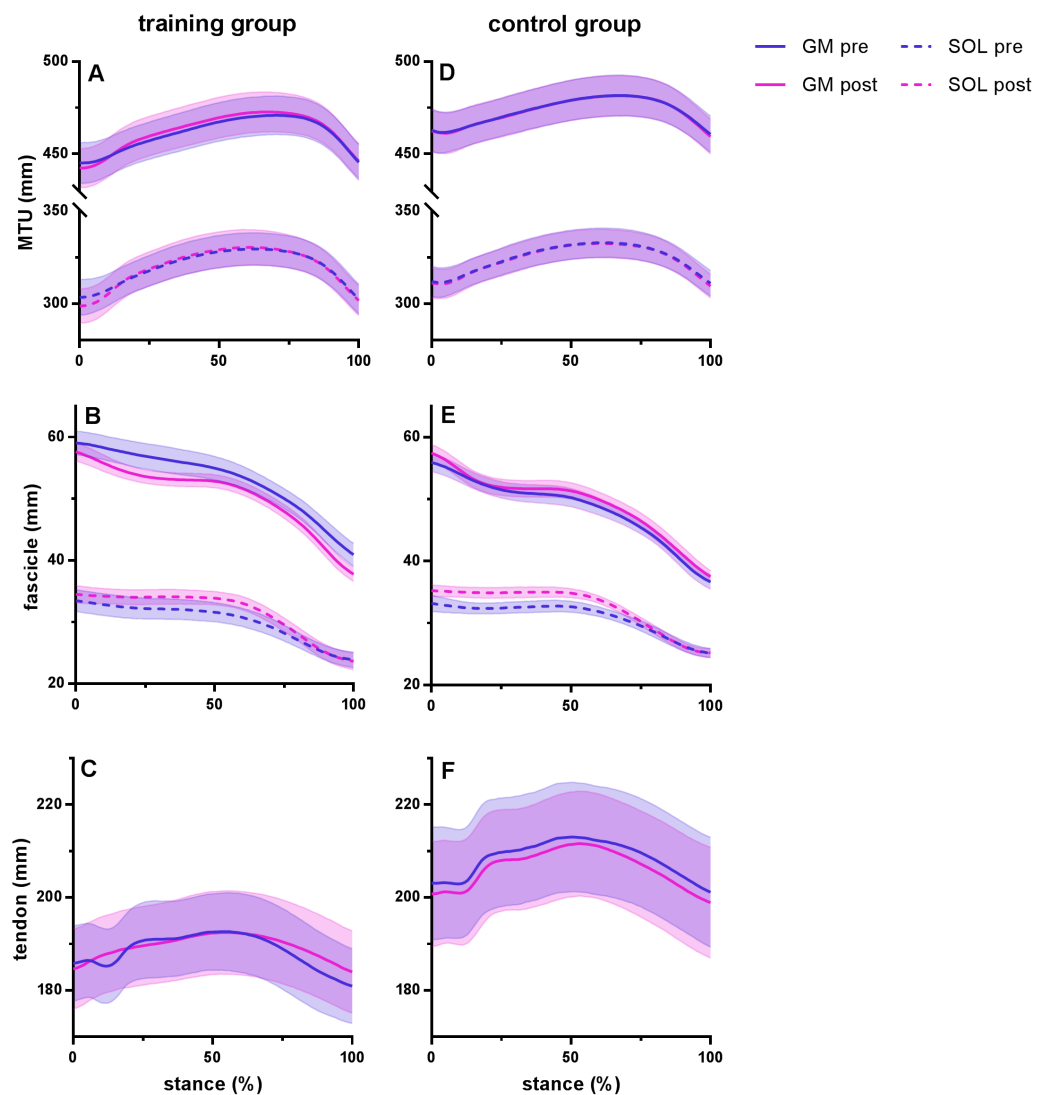 training group
control group
GM pre
SOL pre
GM post
SOL post
A
500
450
350
300
MTU (mm)
0
50
100
D
500
450
350
300
0
50
100
B
60
40
20
fascicle (mm)
0
50
100
E
60
40
20
0
50
100
C
220
200
180
tendon (mm)
0
50
100
stance (%)
F
220
200
180
0
50
100
stance (%)